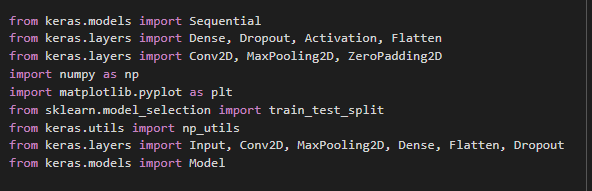 from keras.models import Sequential
from keras.layers import Dense, Dropout, Activation, Flatten
from keras.layers import Conv2D, MaxPooling2D, ZeroPadding2D
import numpy as np
import matplotlib.pyplot as plt
from sklearn.model_selection import train_test_split
from keras.utils import np_utils
from keras.layers import Input, Conv2D, MaxPooling2D, Dense, Flatten, Dropout
from keras.models import Model